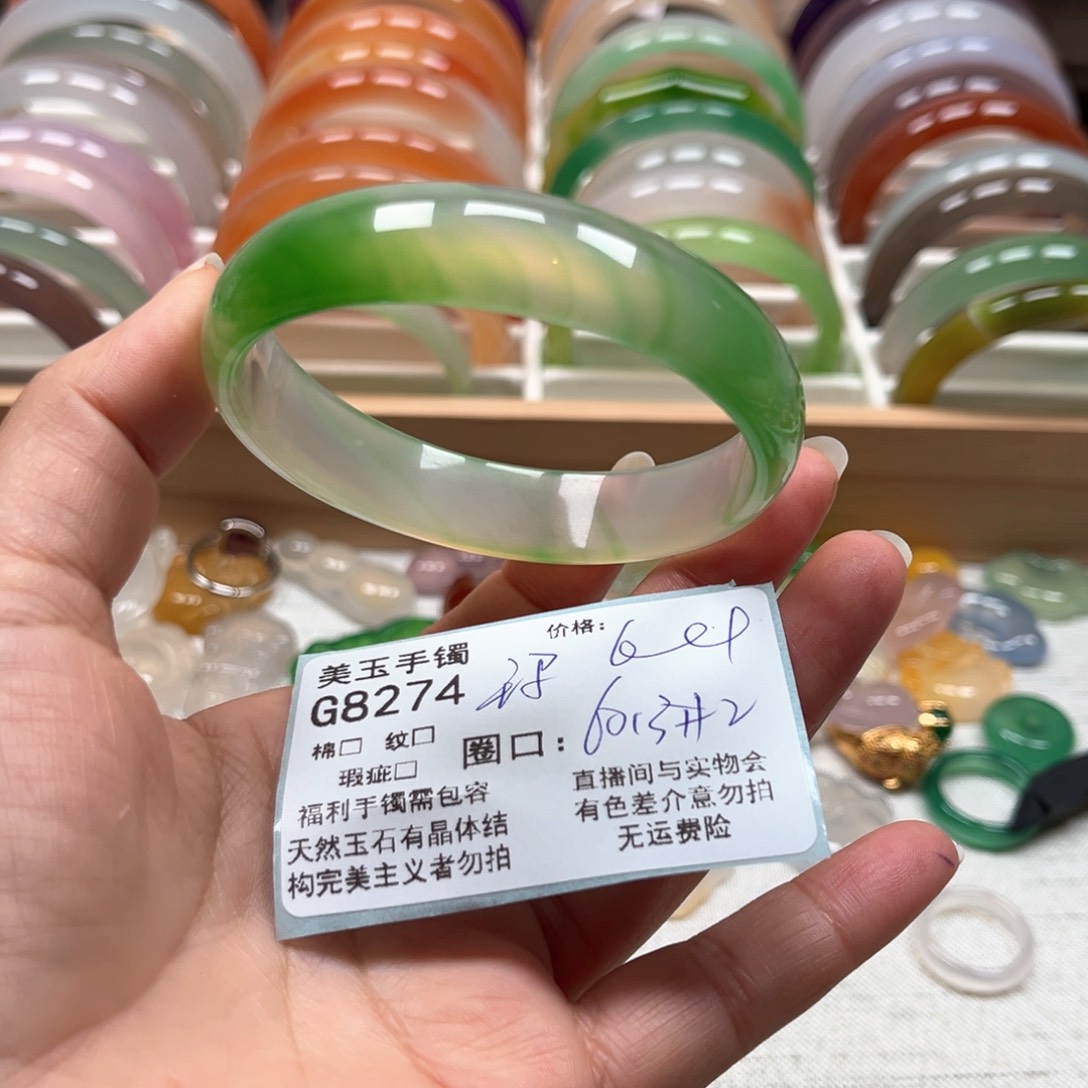 美玉手镯
价格:
G8274
棉□ 纹□
圈口:
瑕疵□
福利手镯需包容
天然玉石有晶体结
构完美主义者勿拍
直播间与实物会
有色差介意勿拍
无运费险